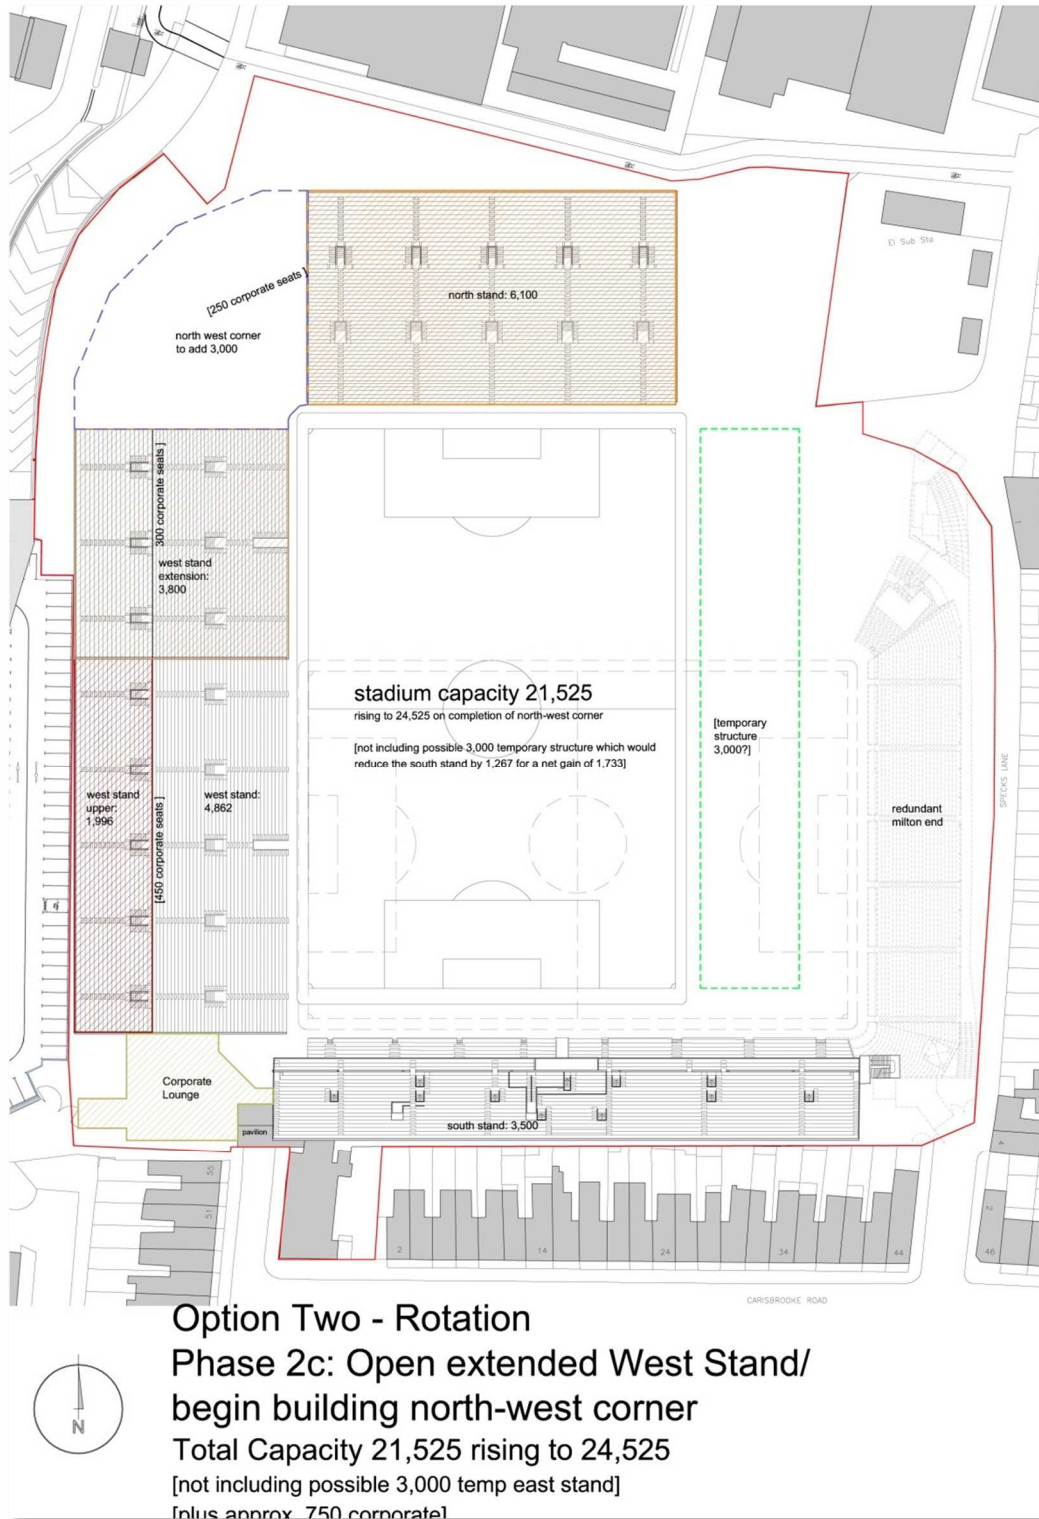 El Sub Sta
[250 corporate seats ]
north stand: 6,100
north west corner
to add 3,000
300 corporate seats ]
west stand
extension:
3,800
stadium capacity 21,525
rising to 24,525 on completion of north-west corner
[not including possible 3,000 temporary structure which would
reduce the south stand by 1,267 for a net gain of 1,733]
[temporary
structure
3,000?]
SPECKS LANE
west stand
upper:
1,996
[450 corporate seats ]
west stand:
4,862
redundant
milton end
Corporate
Lounge
pavilion
south stand: 3,500
55
51
2
14
24
34
44
46
2
4
CARISBROOKE ROAD
N
Option Two - Rotation
Phase 2c: Open extended West Stand/
begin building north-west corner
Total Capacity 21,525 rising to 24,525
[not including possible 3,000 temp east stand]
[plus approx. 750 corporate]